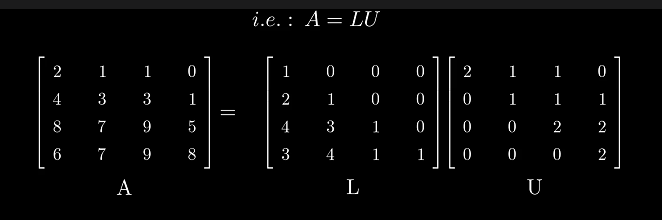 i.e.: A = LU
2 1 1 0 1 0 0 0 2 1 1 0
4 3 3 1 2 1 0 0 0 1 1 1
=
8 7 9 5 4 3 1 0 0 0 2 2
6 7 9 8 3 4 1 1 0 0 0 2
A L U